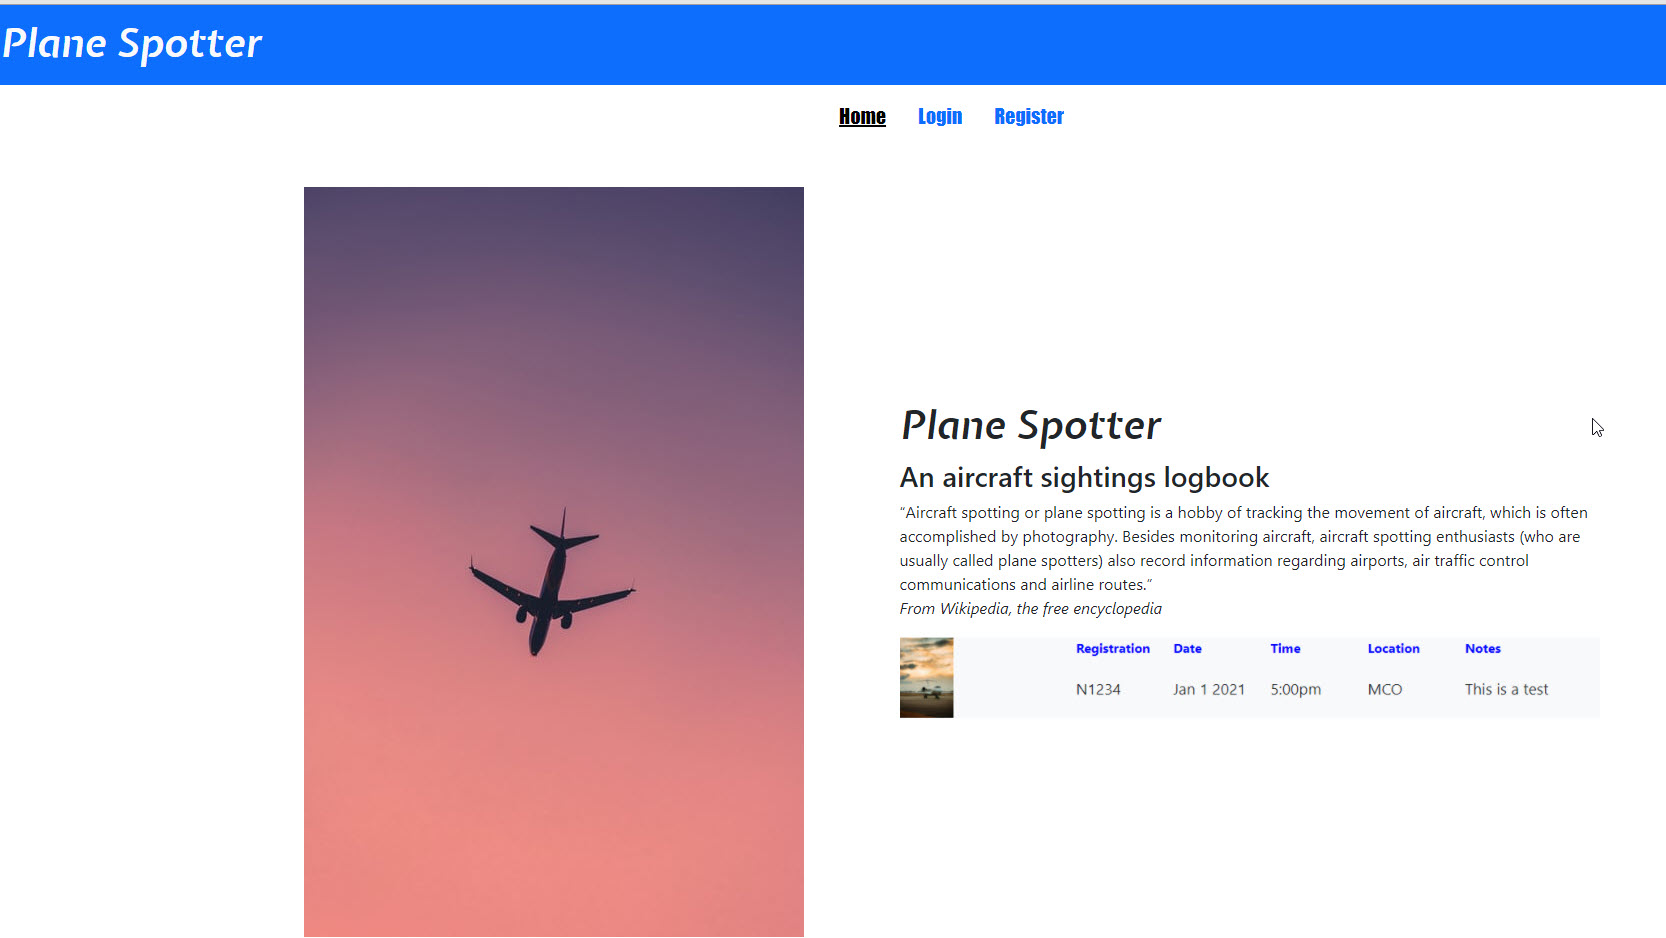 Plane Spotter
Home Login Register
Plane Spotter
An aircraft sightings logbook
“Aircraft spotting or plane spotting is a hobby of tracking the movement of aircraft, which is often
accomplished by photography. Besides monitoring aircraft, aircraft spotting enthusiasts (who are
usually called plane spotters) also record information regarding airports, air traffic control
communications and airline routes.”
From Wikipedia, the free encyclopedia
Registration Date Time Location Notes
N1234 Jan 1 2021 5:00pm MCO This is a test